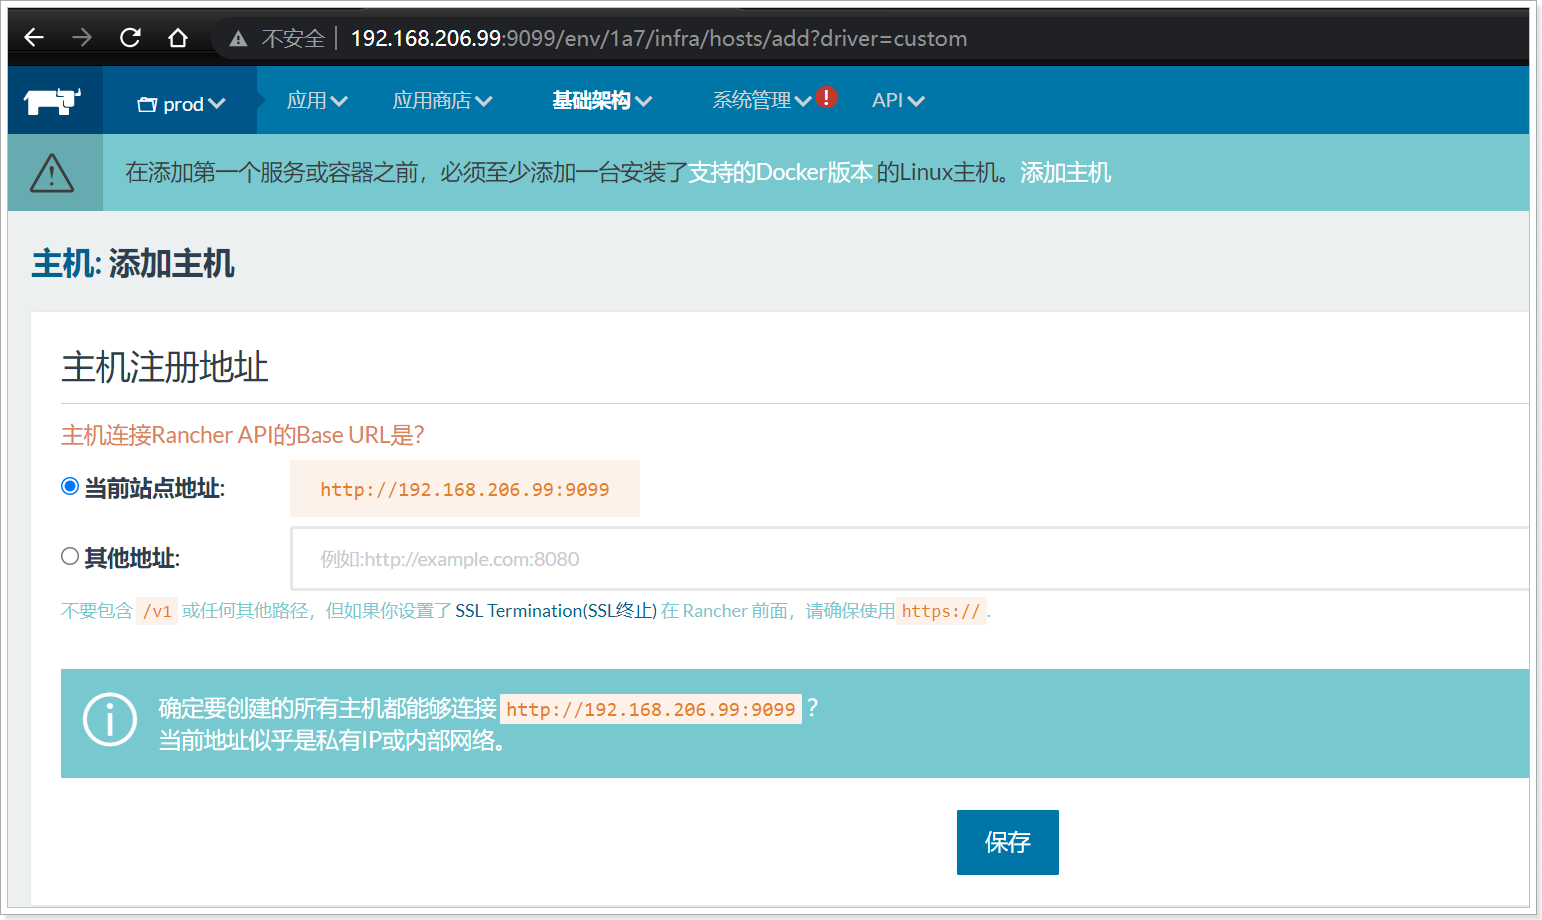 不安全 192.168.206.99:9099/env/1a7/infra/hosts/add?driver=custom
prod 应用 应用商店 基础架构 系统管理 ! API
在添加第一个服务或容器之前，必须至少添加一台安装了支持的Docker版本 的Linux主机。 添加主机
主机: 添加主机
主机注册地址
主机连接Rancher API的Base URL是?
当前站点地址: http://192.168.206.99:9099
其他地址: 例如:http://example.com:8080
不要包含 /v1 或任何其他路径，但如果你设置了 SSL Termination(SSL终止) 在 Rancher 前面，请确保使用 https:// .
确定要创建的所有主机都能够连接 http://192.168.206.99:9099 ?
当前地址似乎是私有IP或内部网络。
保存